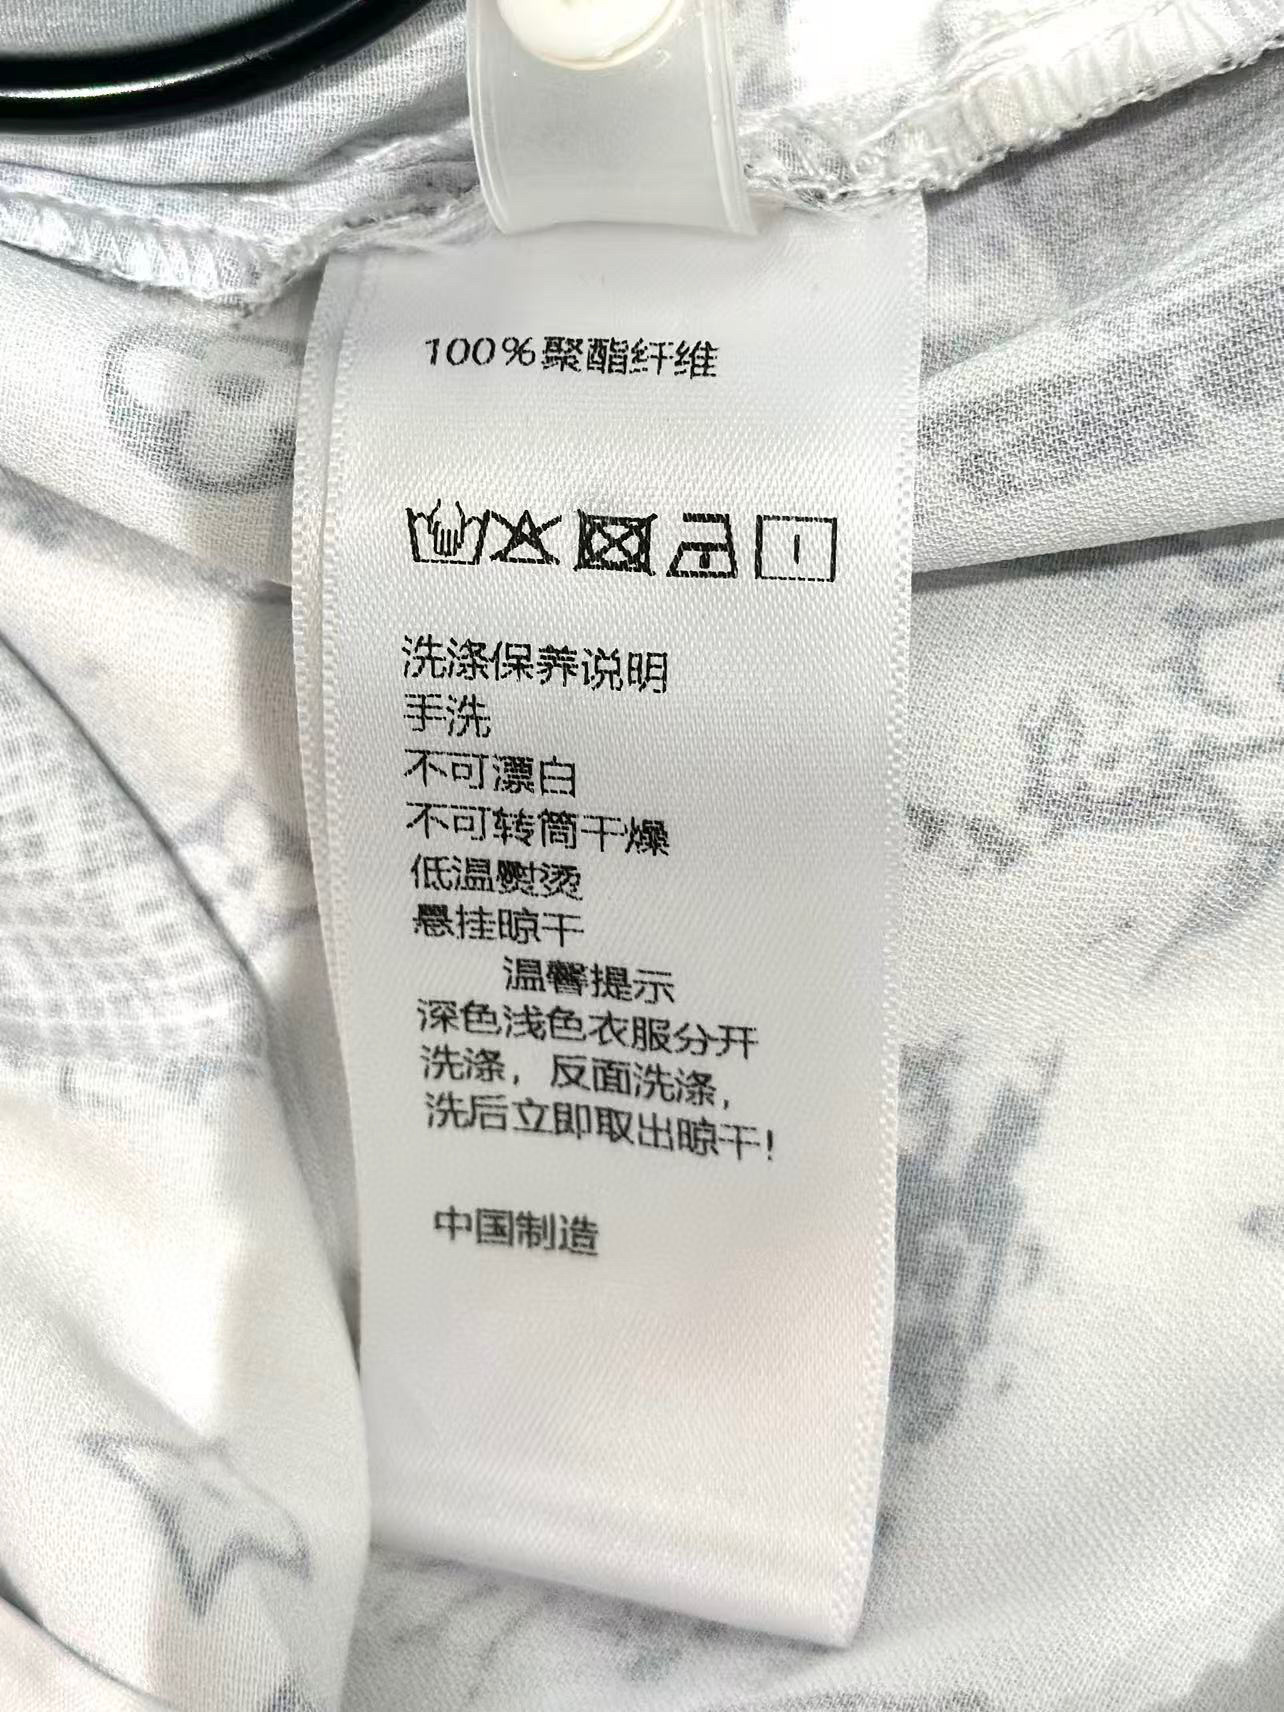 100%聚酯纤维
洗涤保养说明
手洗
不可漂白
不可转筒干燥
低温熨烫
悬挂晾干
温馨提示
深色浅色衣服分开
洗涤，反面洗涤，
洗后立即取出晾干！
中国制造